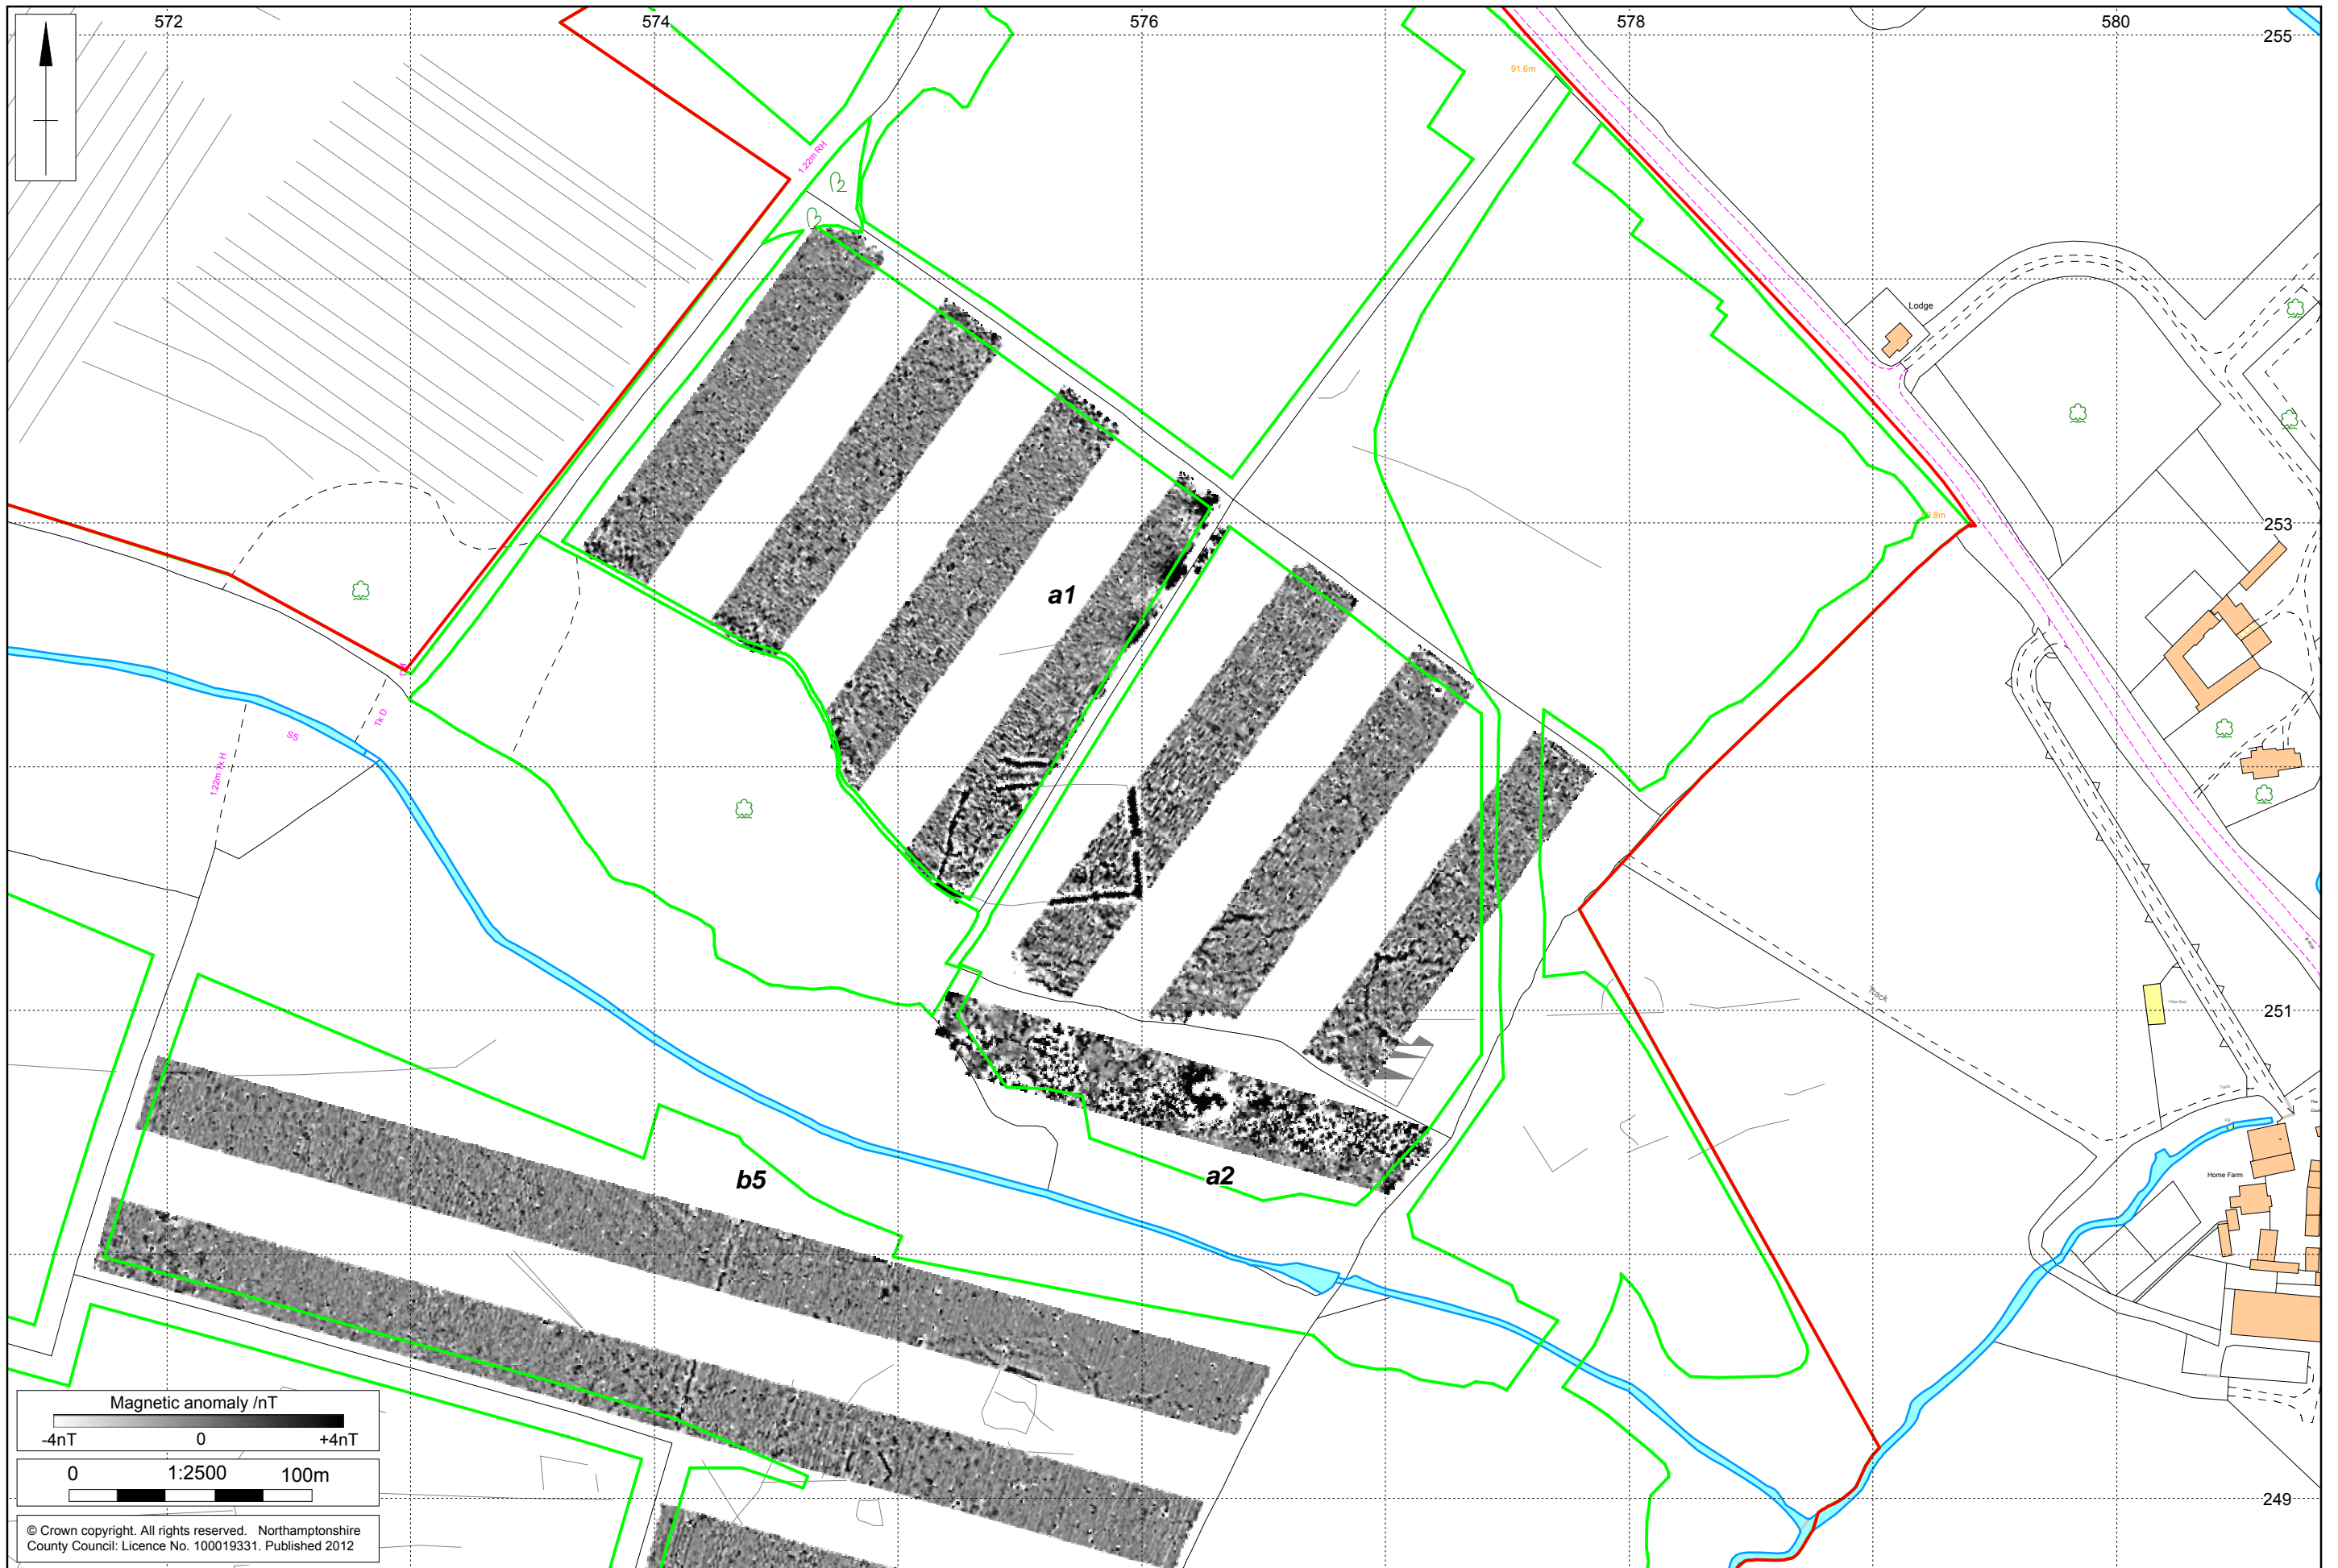 572
574
576
578
580
255
91.6m
1.22m RH
Lodge
253
a1
Tk D
SS
1.22m Tk H
251
Track
Home Farm
b5
a2
Magnetic anomaly /nT
-4nT 0 +4nT
0 1:2500 100m
249
© Crown copyright. All rights reserved. Northamptonshire
County Council: Licence No. 100019331. Published 2012